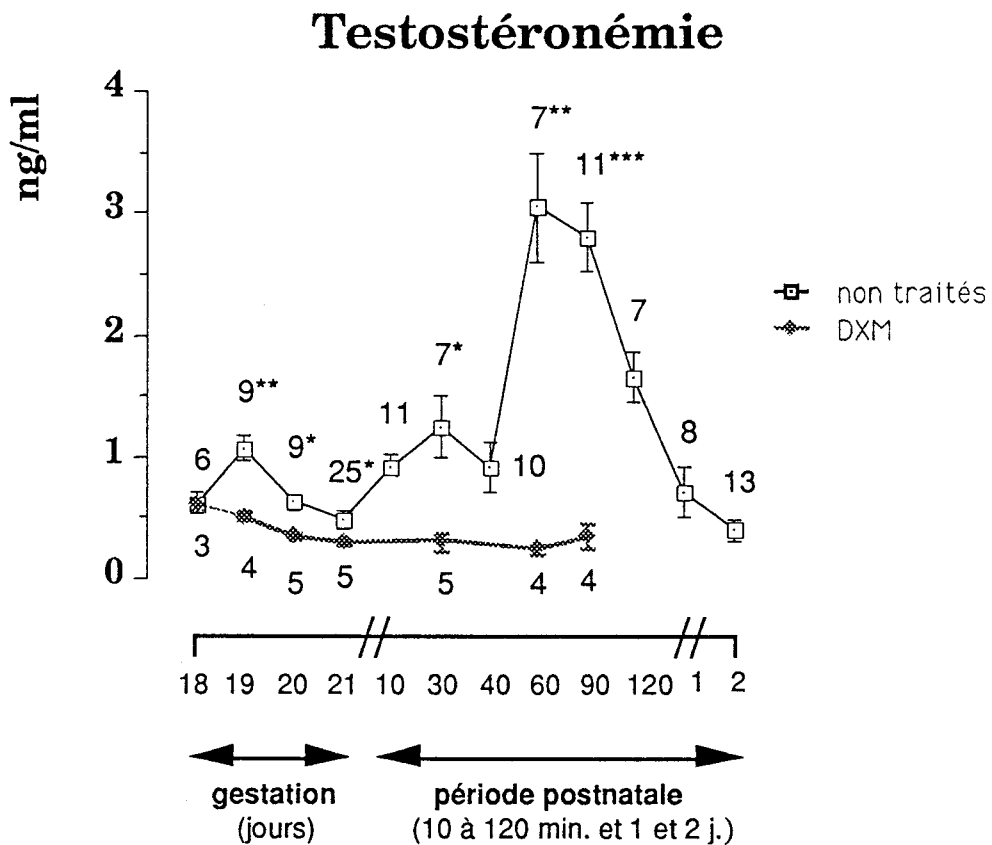 Testostéronémie
ng/ml
4
3
2
1
0
7**
11***
7
7*
9**
9*
11
25*
6
10
8
13
3
4
5
5
5
4
4
non traités
DXM
18 19 20 21 10 30 40 60 90 120 1 2
gestation
(jours)
période postnatale
(10 à 120 min. et 1 et 2 j.)